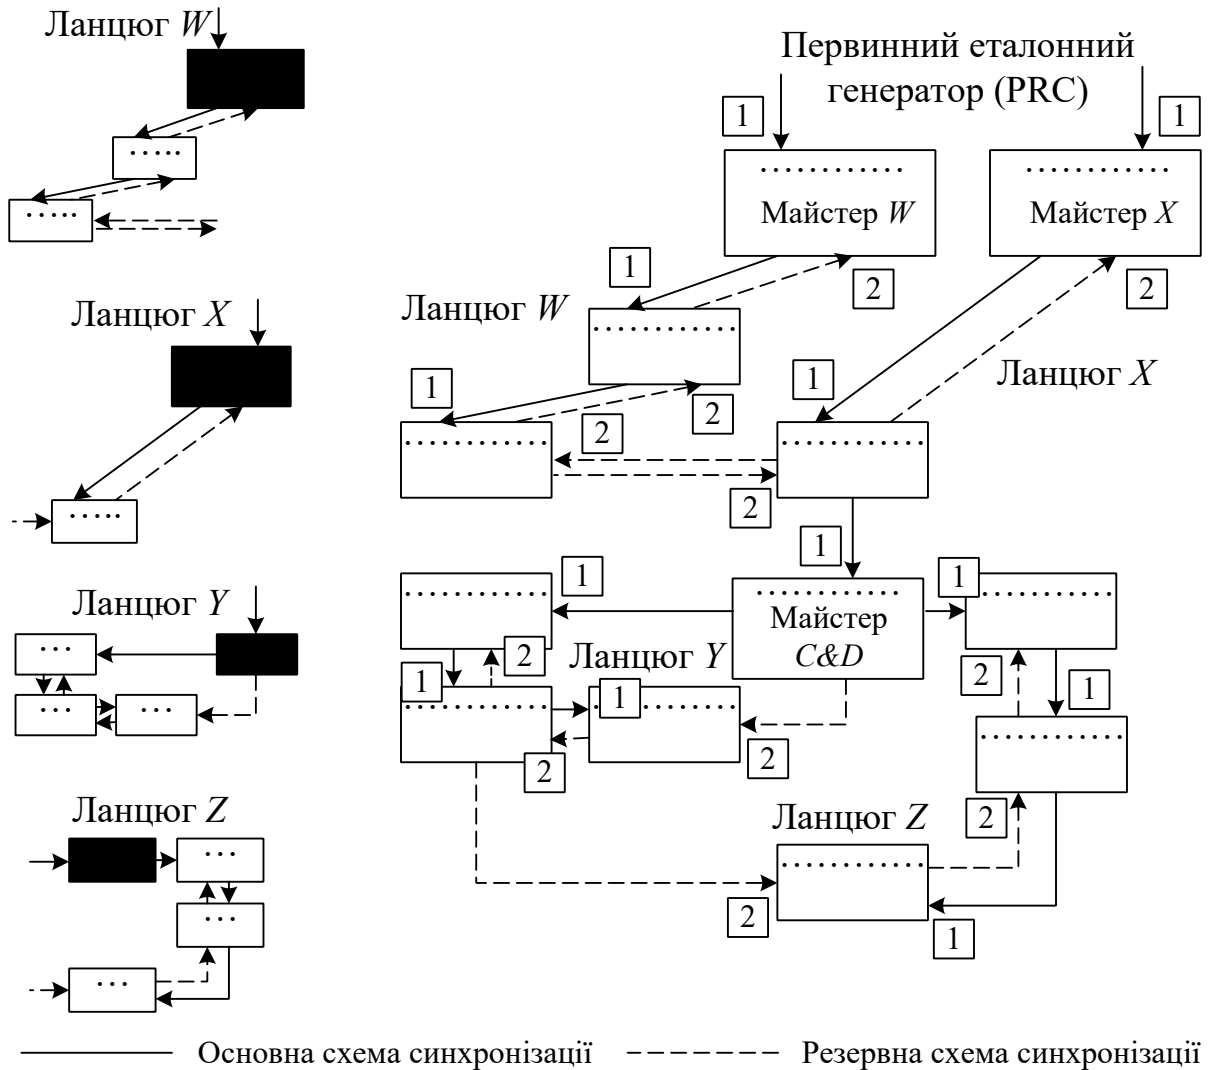 Ланцюг W
Первинний еталонний
генератор (PRC)
1
1
Майстер W
Майстер X
1
2
2
Ланцюг W
Ланцюг X
Ланцюг X
1
1
2
2
2
1
Ланцюг Y
1
1
Майстер
C&D
2
Ланцюг Y
2
1
1
1
2
2
Ланцюг Z
Ланцюг Z
2
2
1
Основна схема синхронізації
Резервна схема синхронізації